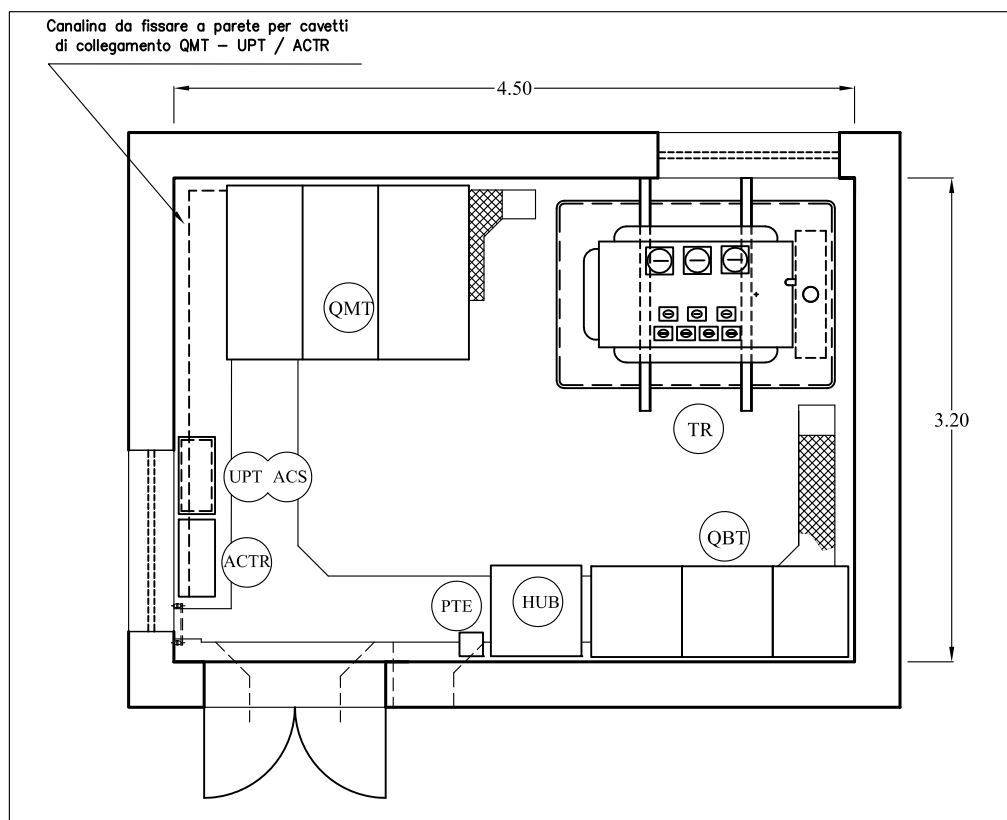 Canalina da fissare a parete per cavetti
di collegamento QMT – UPT / ACTR
4.50
QMT
TR
3.20
UPT ACS
QBT
ACTR
PTE
HUB